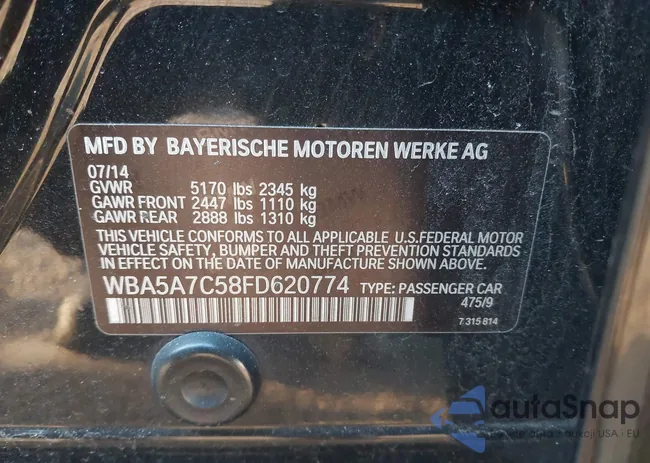 MFD BY BAYERISCHE MOTOREN WERKE AG
07/14
GVWR 5170 lbs 2345 kg
GAWR FRONT 2447 lbs 1110 kg
GAWR REAR 2888 lbs 1310 kg
THIS VEHICLE CONFORMS TO ALL APPLICABLE U.S.FEDERAL MOTOR
VEHICLE SAFETY, BUMPER AND THEFT PREVENTION STANDARDS
IN EFFECT ON THE DATE OF MANUFACTURE SHOWN ABOVE.
WBA5A7C58FD620774 TYPE: PASSENGER CAR
475/9
7 315 814
autoSnap
aukcji USA i EU